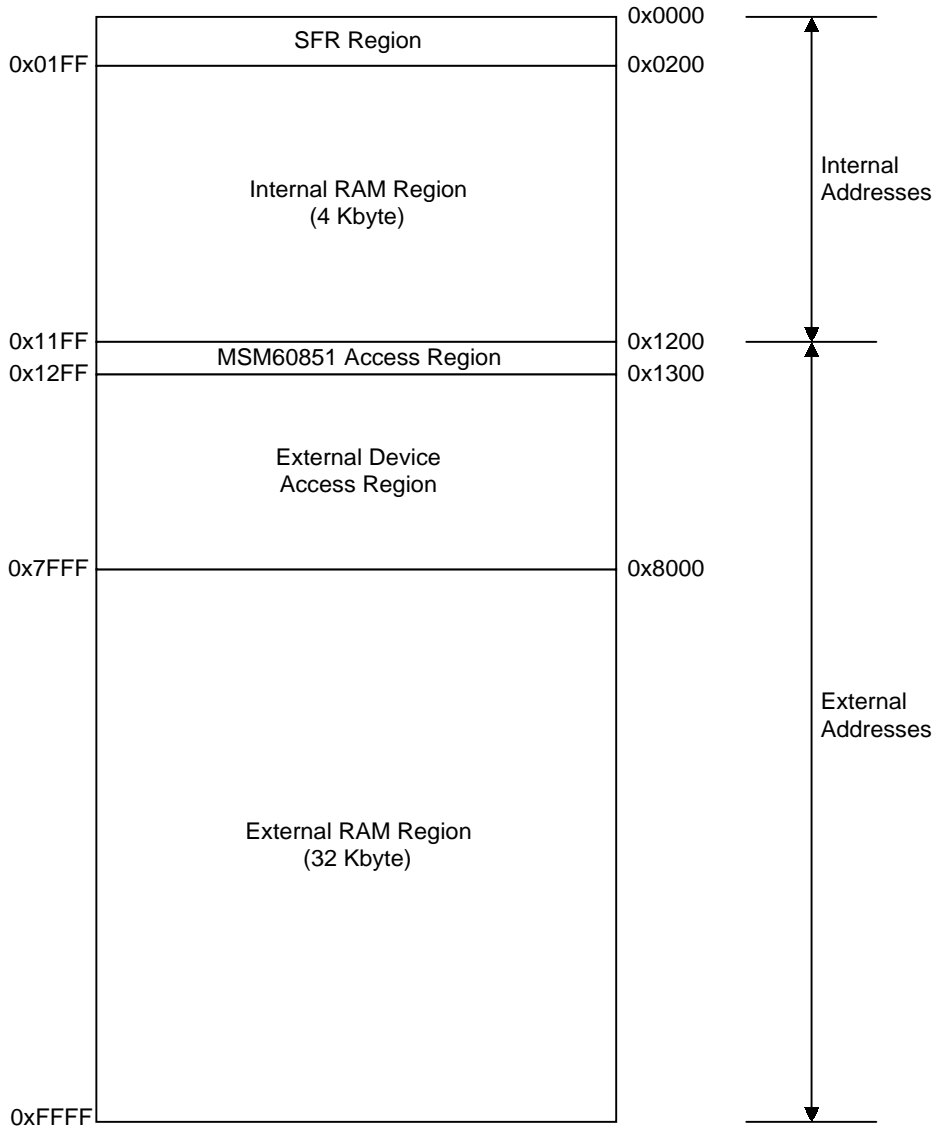 0x0000
SFR Region
0x01FF
0x0200
Internal RAM Region
(4 Kbyte)
Internal
Addresses
0x11FF
0x1200
MSM60851 Access Region
0x12FF
0x1300
External Device
Access Region
0x7FFF
0x8000
External
Addresses
External RAM Region
(32 Kbyte)
0xFFFF